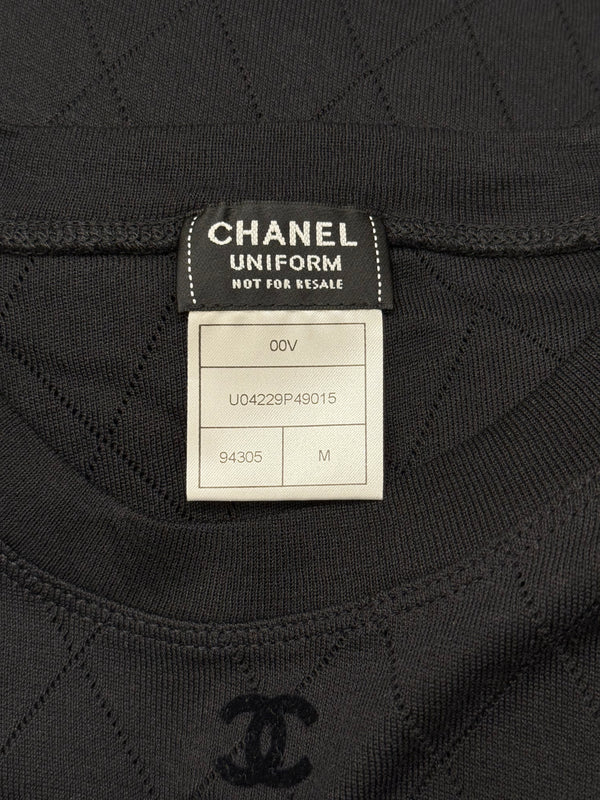 CHANEL
UNIFORM
NOT FOR RESALE
00V
U04229P49015
94305 M